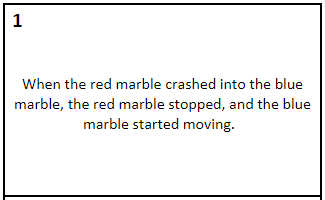 1
When the red marble crashed into the blue
marble, the red marble stopped, and the blue
marble started moving.